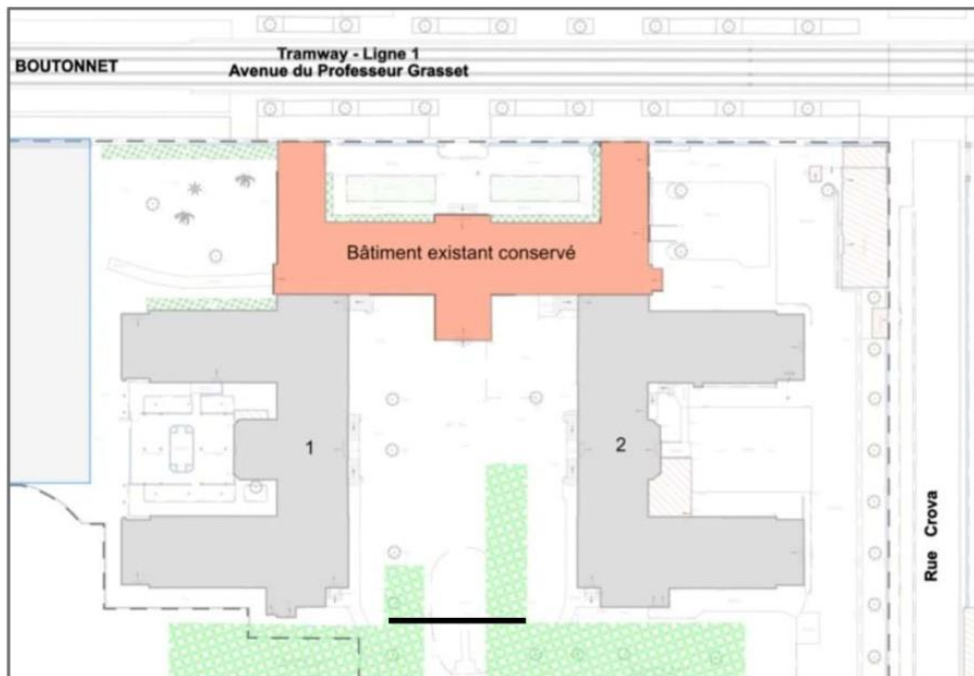 Tramway - Ligne 1
BOUTONNET
Avenue du Professeur Grasset
Bâtiment existant conservé
1
2
Rue Crova